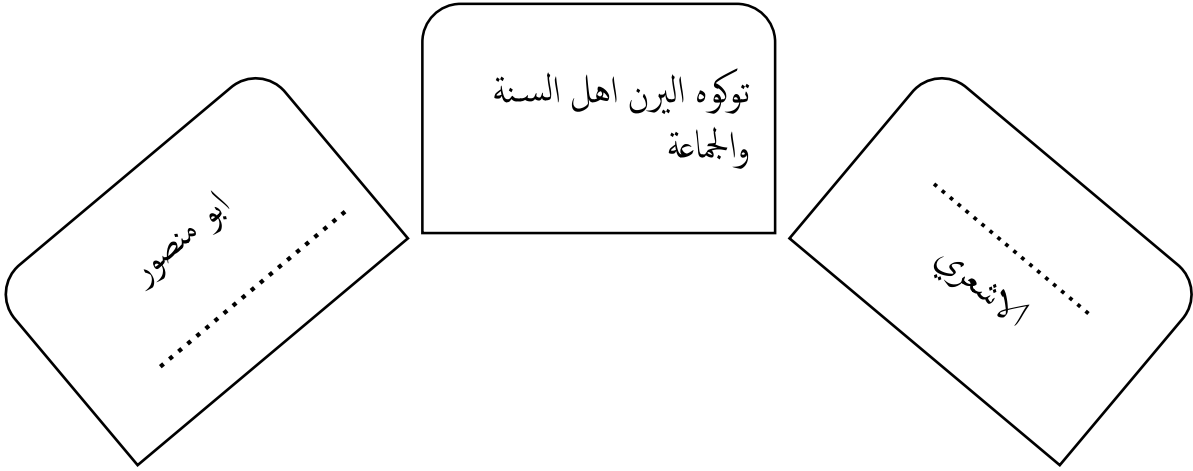 توكوه اليرن اهل السنة
والجماعة
........................
الاشعري
ابو منصور
........................